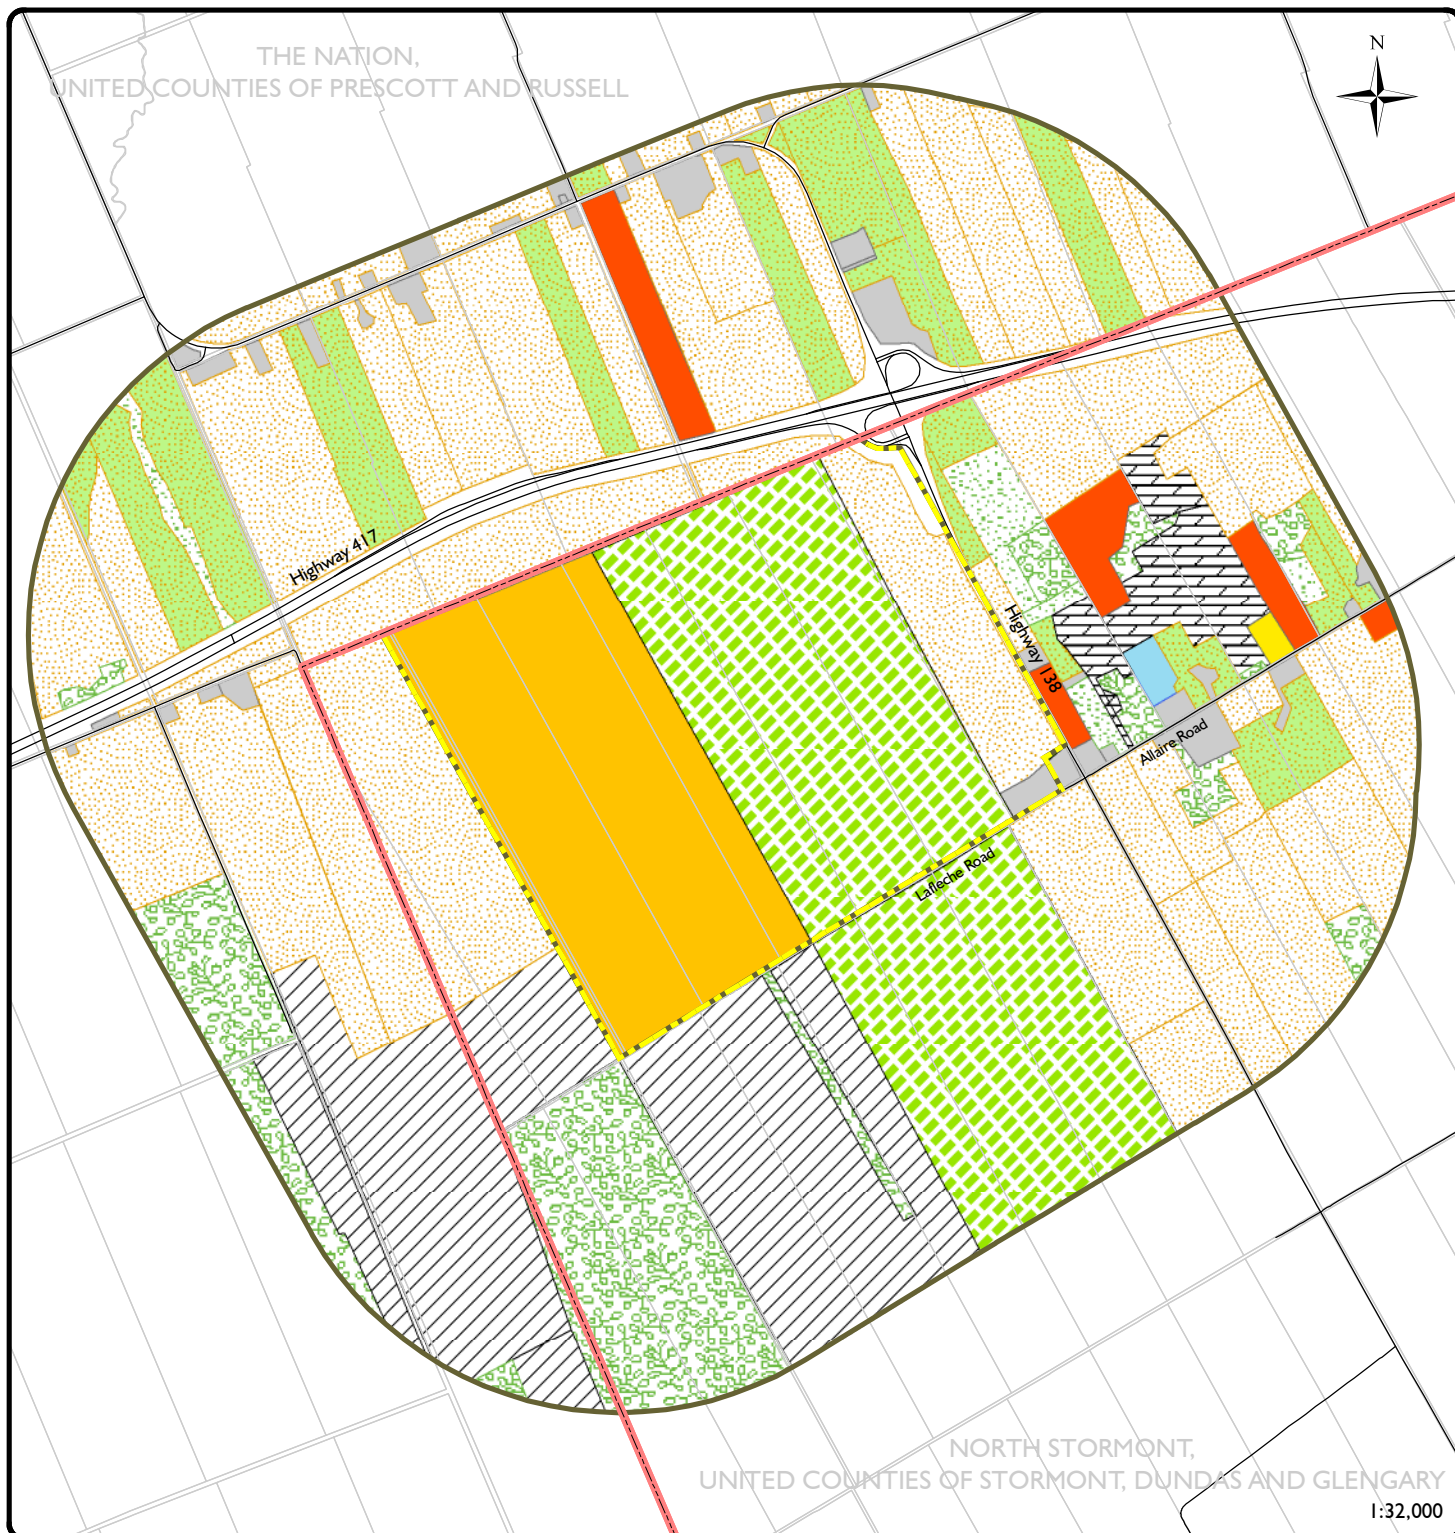 THE NATION,
UNITED COUNTIES OF PRESCOTT AND RUSSELL
N
Highway 417
Highway 138
Allaire Road
Lafleche Road
NORTH STORMONT,
UNITED COUNTIES OF STORMONT, DUNDAS AND GLENGARY
1:32,000